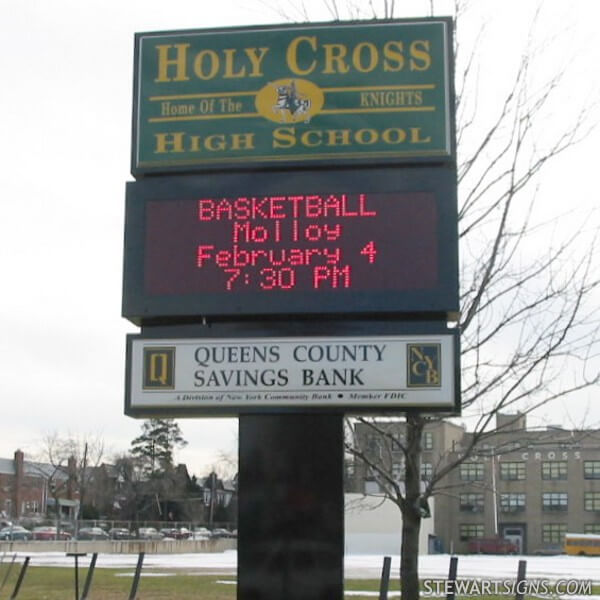 HOLY CROSS
Home Of The KNIGHTS
HIGH SCHOOL
BASKETBALL
Molloy
February 4
7:30 PM
Q QUEENS COUNTY NYCB
SAVINGS BANK
A Division of New York Community Bank ● Member FDIC
CROSS
STEWARTSIGNS.COM